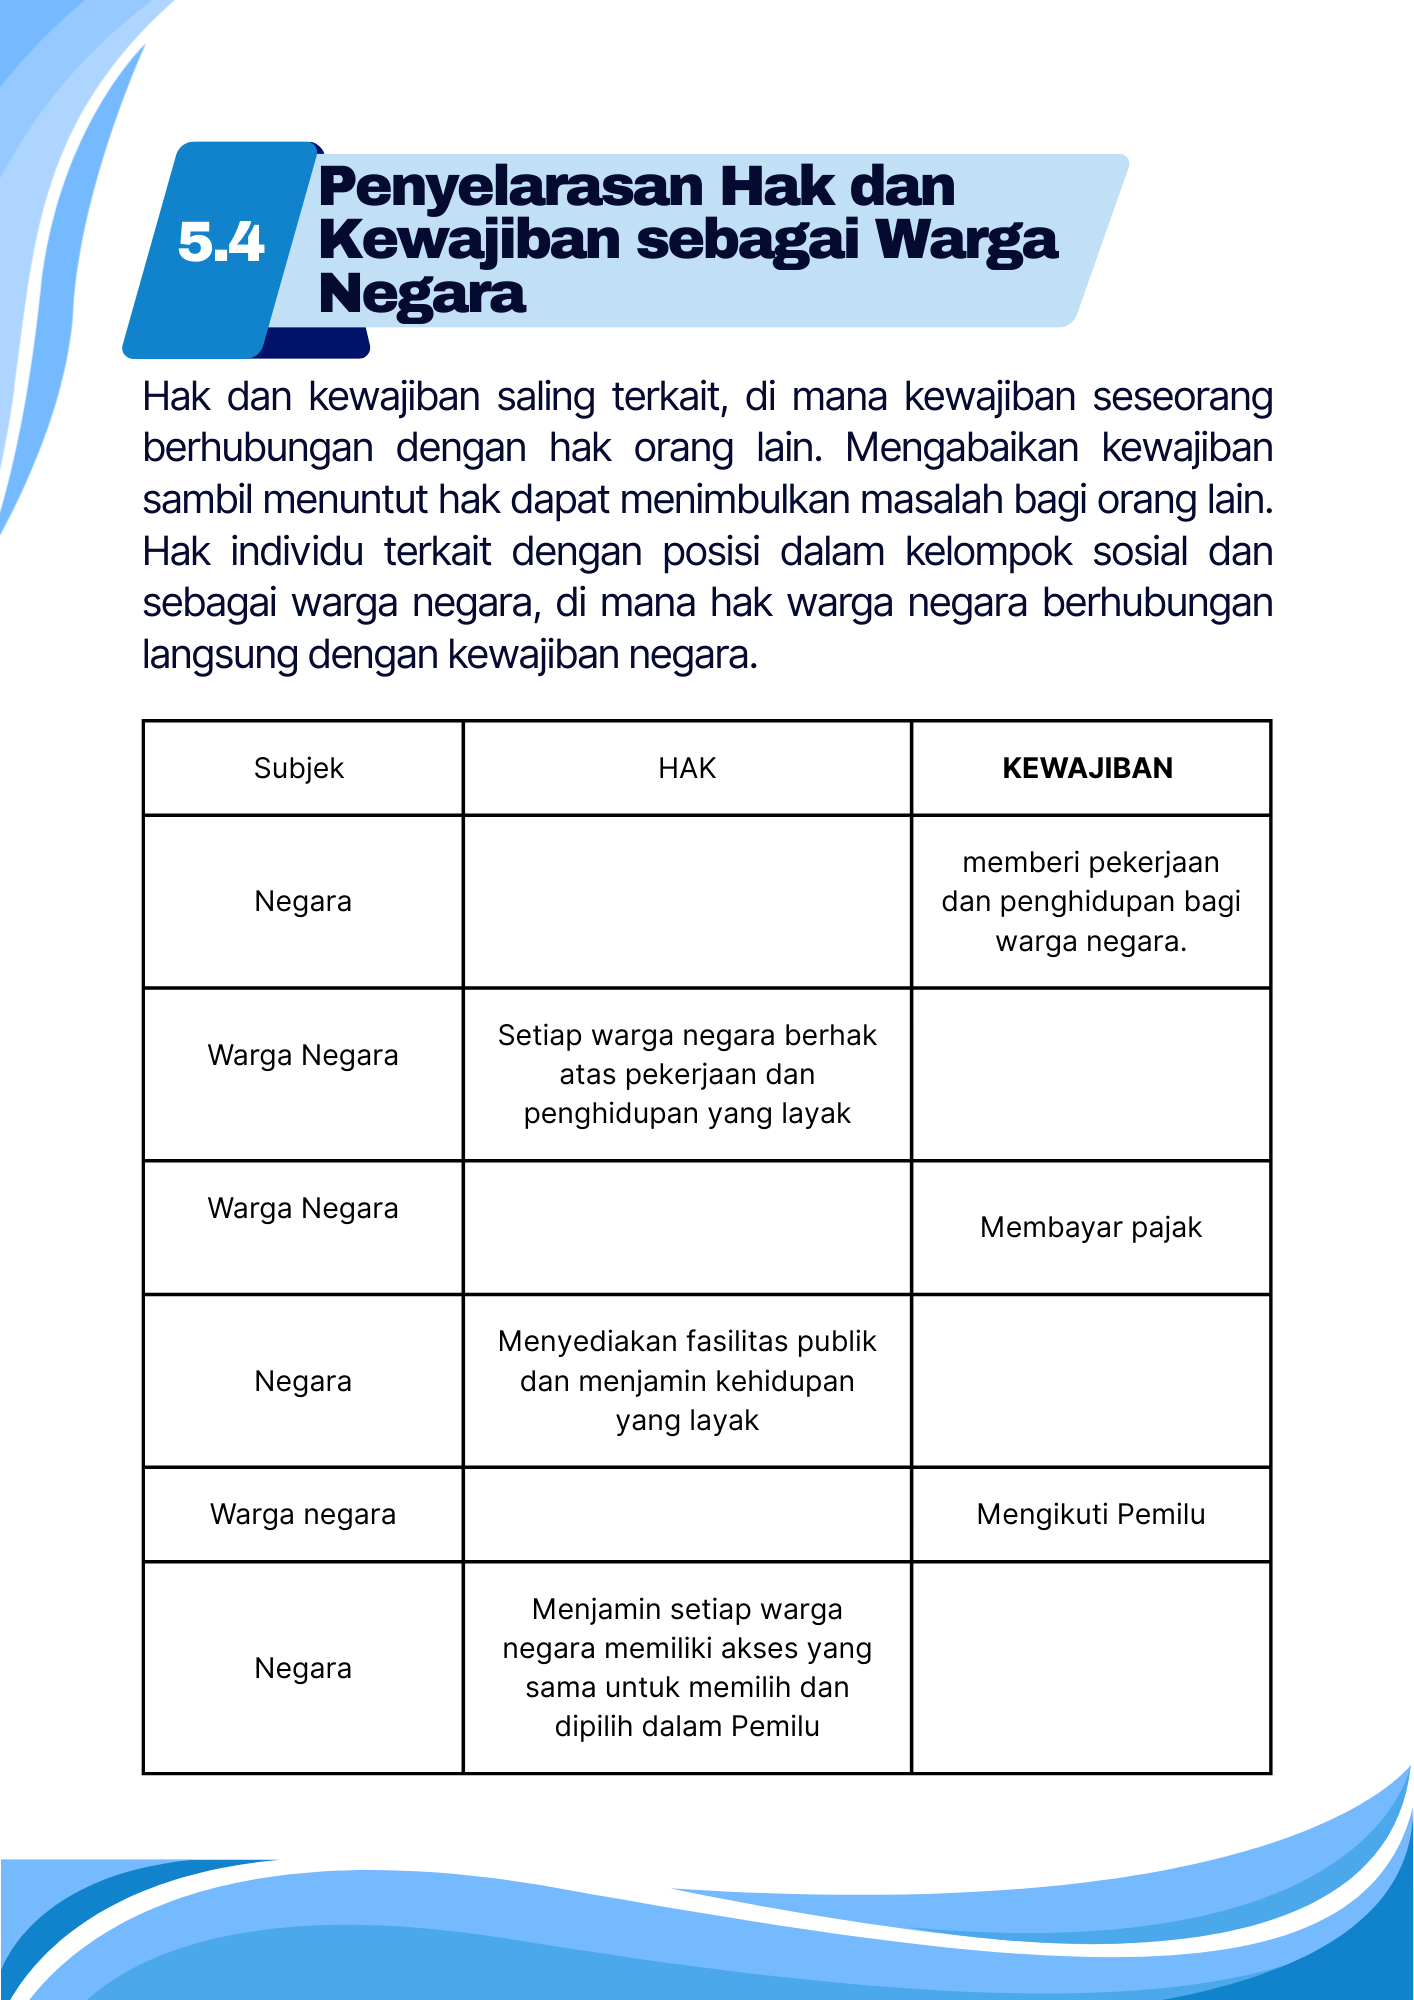 5.4
Penyelarasan Hak dan
Kewajiban sebagai Warga
Negara
Hak dan kewajiban saling terkait, di mana kewajiban seseorang
berhubungan dengan hak orang lain. Mengabaikan kewajiban
sambil menuntut hak dapat menimbulkan masalah bagi orang lain.
Hak individu terkait dengan posisi dalam kelompok sosial dan
sebagai warga negara, di mana hak warga negara berhubungan
langsung dengan kewajiban negara.
Subjek
HAK
KEWAJIBAN
Negara
memberi pekerjaan
dan penghidupan bagi
warga negara.
Warga Negara
Setiap warga negara berhak
atas pekerjaan dan
penghidupan yang layak
Warga Negara
Membayar pajak
Negara
Menyediakan fasilitas publik
dan menjamin kehidupan
yang layak
Warga negara
Mengikuti Pemilu
Negara
Menjamin setiap warga
negara memiliki akses yang
sama untuk memilih dan
dipilih dalam Pemilu